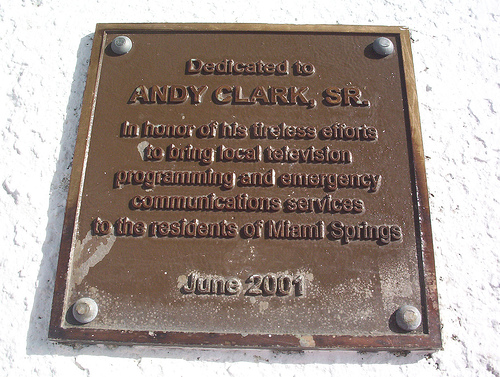 Dedicated to
ANDY CLARK, SR.
In honor of his tireless efforts
to bring local television
programming and emergency
communications services
to the residents of Miami Springs
June 2001